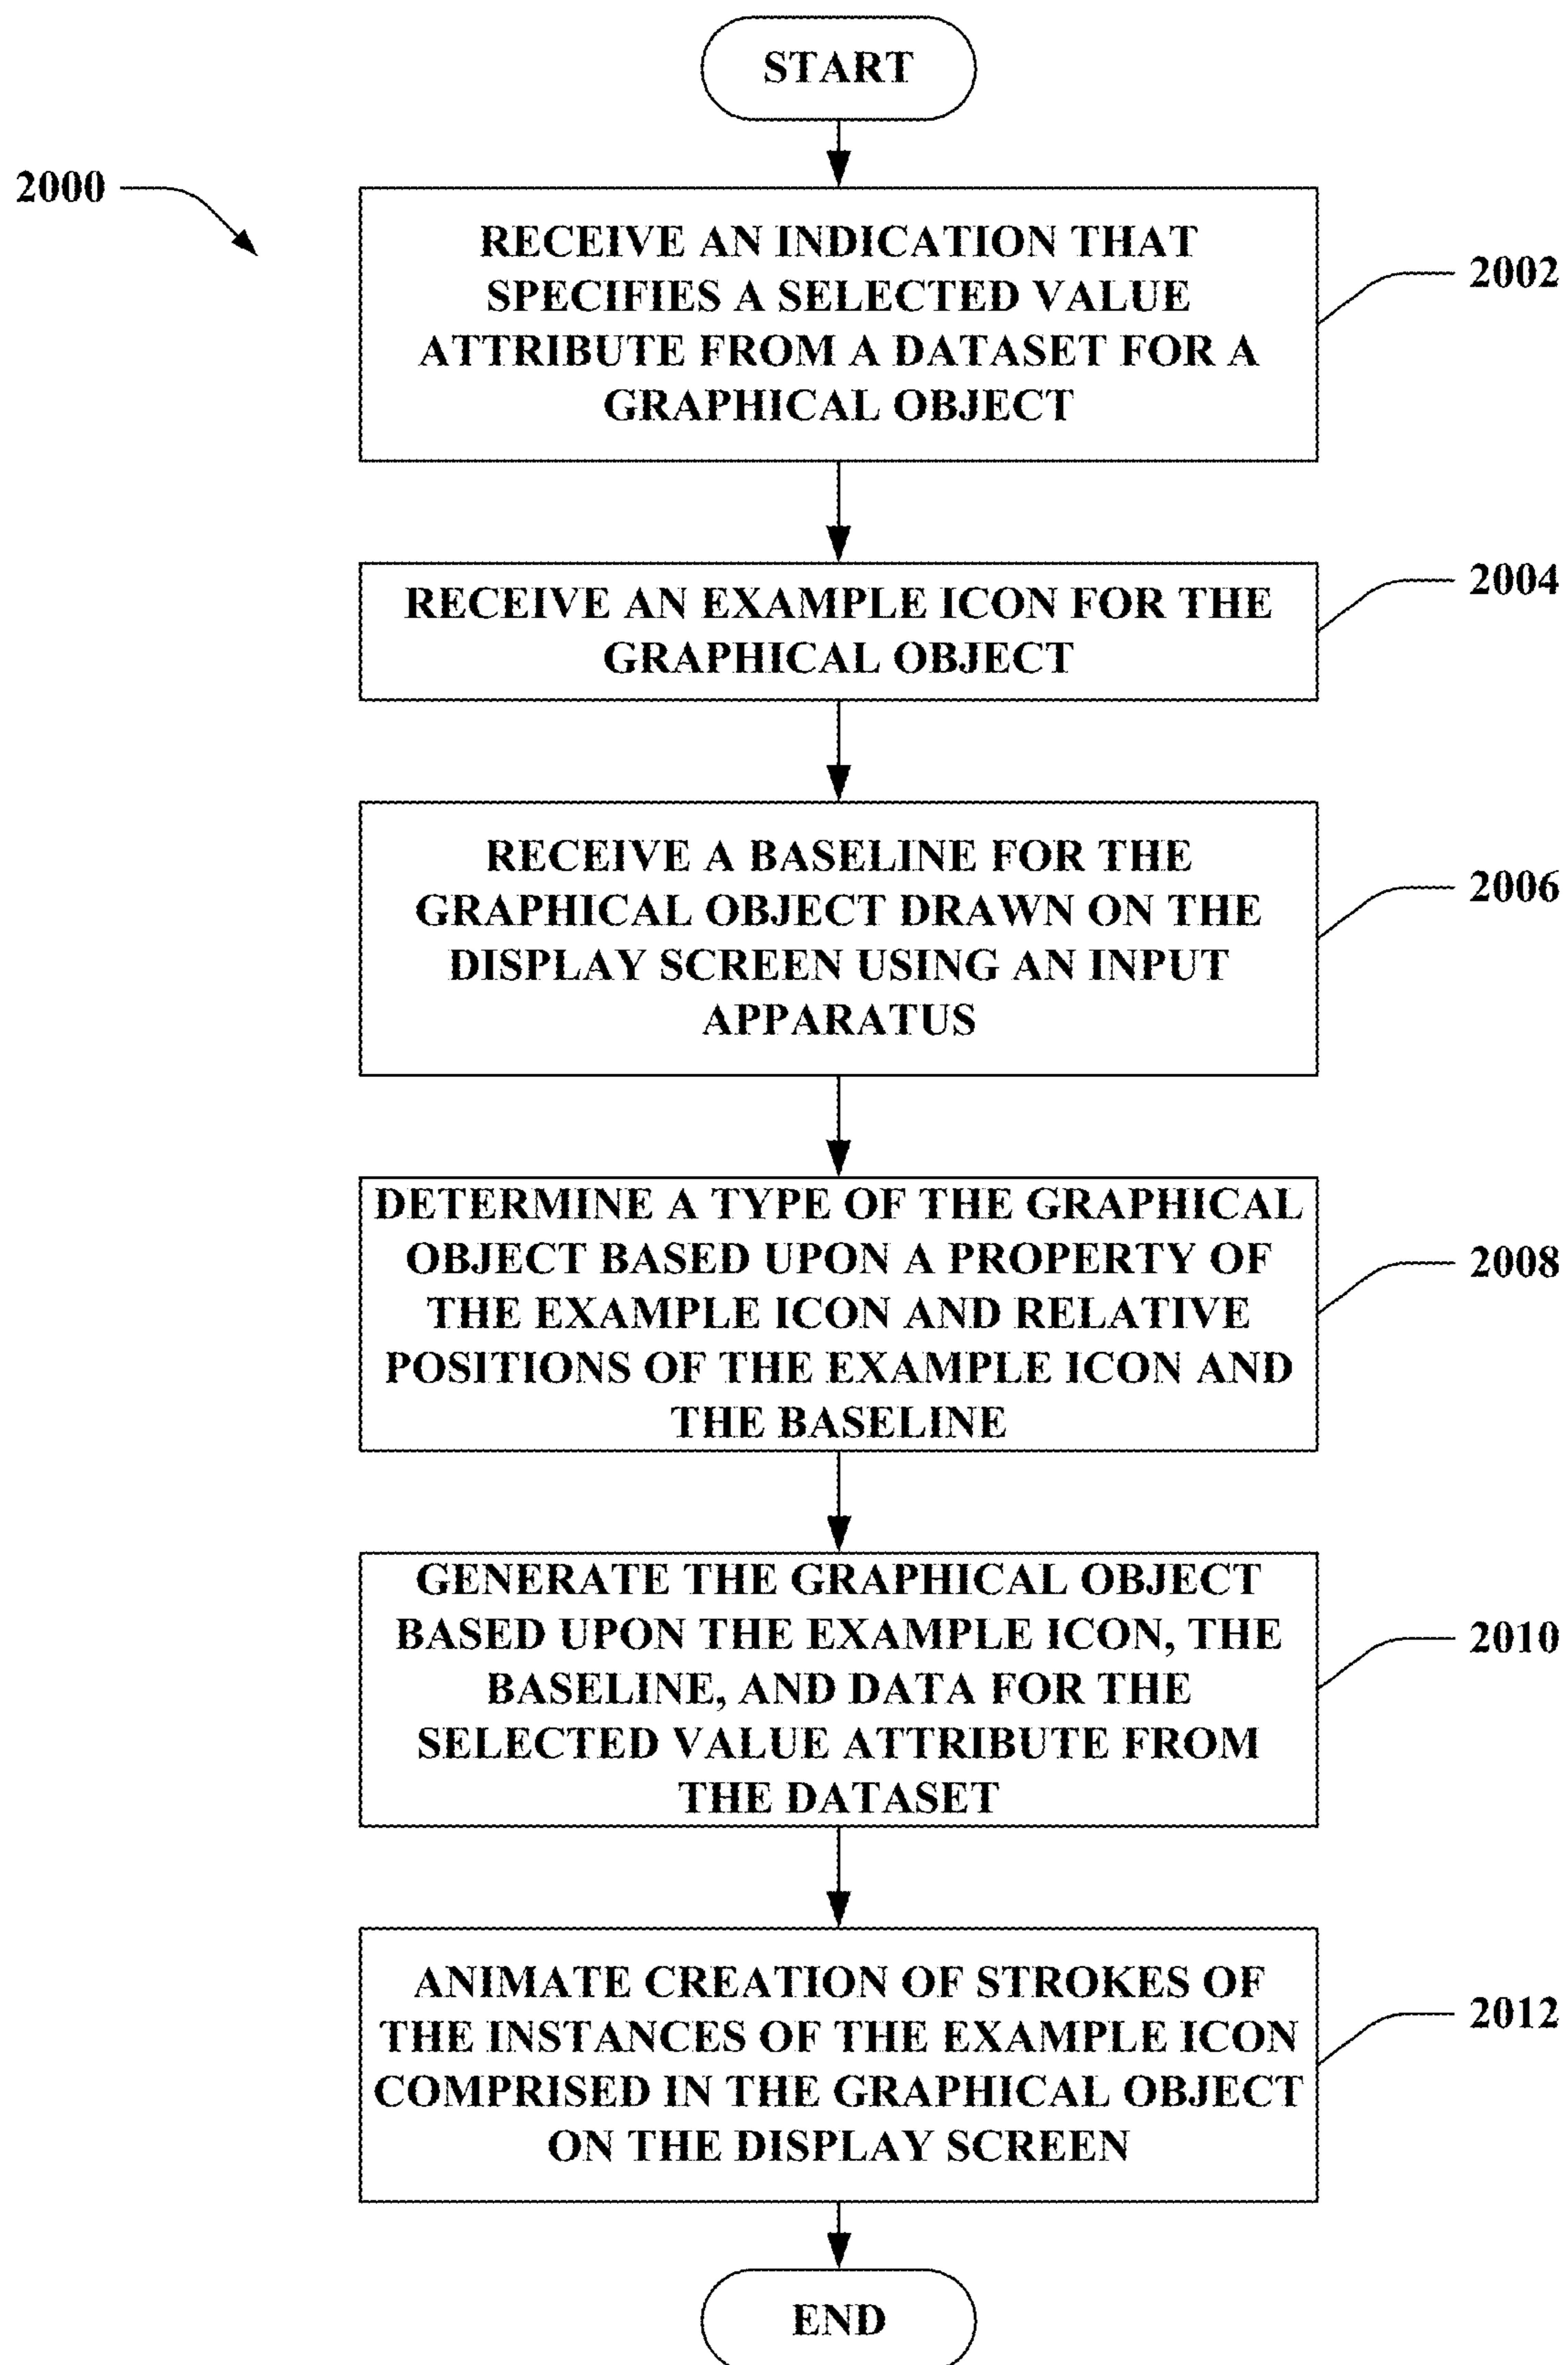 START
2000
RECEIVE AN INDICATION THAT
SPECIFIES A SELECTED VALUE
ATTRIBUTE FROM A DATASET FOR A
GRAPHICAL OBJECT
2002
RECEIVE AN EXAMPLE ICON FOR THE
GRAPHICAL OBJECT
2004
RECEIVE A BASELINE FOR THE
GRAPHICAL OBJECT DRAWN ON THE
DISPLAY SCREEN USING AN INPUT
APPARATUS
2006
DETERMINE A TYPE OF THE GRAPHICAL
OBJECT BASED UPON A PROPERTY OF
THE EXAMPLE ICON AND RELATIVE
POSITIONS OF THE EXAMPLE ICON AND
THE BASELINE
2008
GENERATE THE GRAPHICAL OBJECT
BASED UPON THE EXAMPLE ICON, THE
BASELINE, AND DATA FOR THE
SELECTED VALUE ATTRIBUTE FROM
THE DATASET
2010
ANIMATE CREATION OF STROKES OF
THE INSTANCES OF THE EXAMPLE ICON
COMPRISED IN THE GRAPHICAL OBJECT
ON THE DISPLAY SCREEN
2012
END